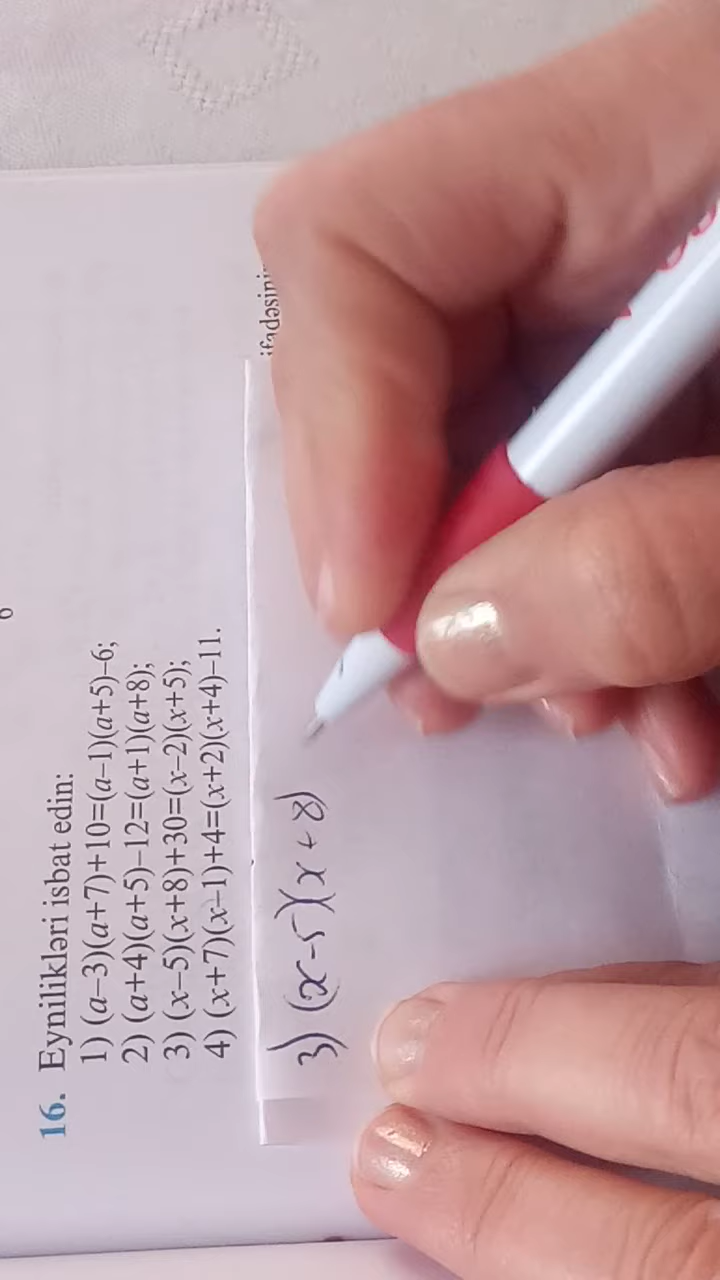 16. Eynilikləri isbat edin:
1) (a−3)(a+7)+10=(a−1)(a+5)−6;
2) (a+4)(a+5)−12=(a+1)(a+8);
3) (x−5)(x+8)+30=(x−2)(x+5);
4) (x+7)(x−1)+4=(x+2)(x+4)−11.
3) (x-5)(x+8)